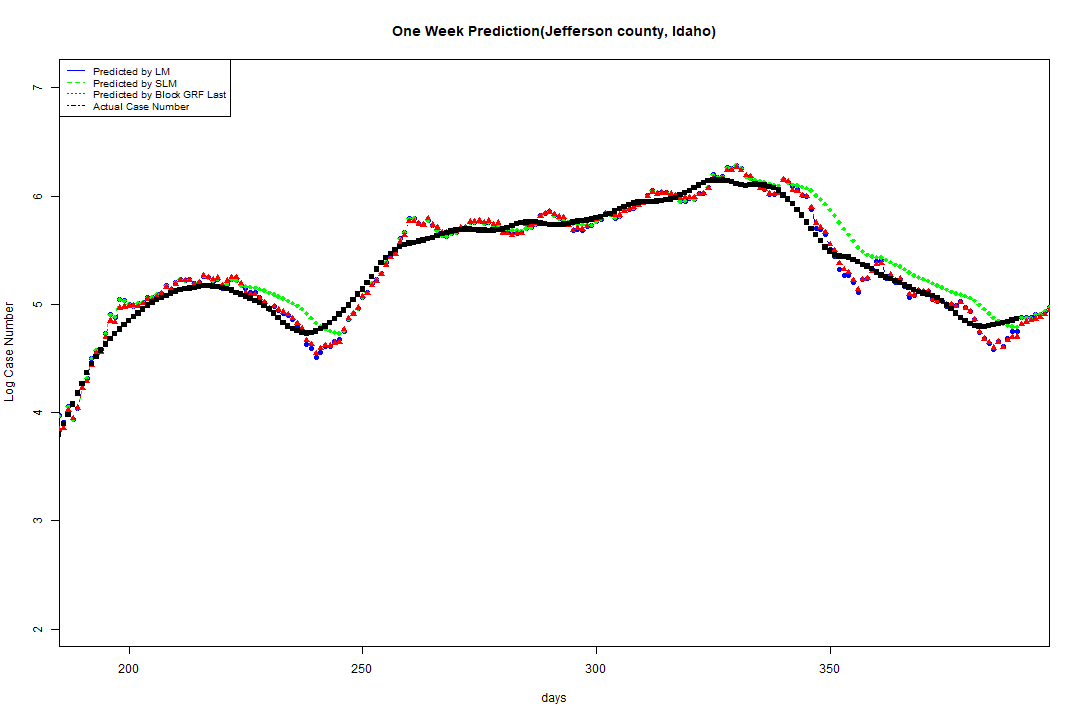 One Week Prediction(Jefferson county, Idaho)
Predicted by LM
Predicted by SLM
Predicted by Block GRF Last
Actual Case Number
7
6
5
4
3
2
Log Case Number
200 250 300 350
days